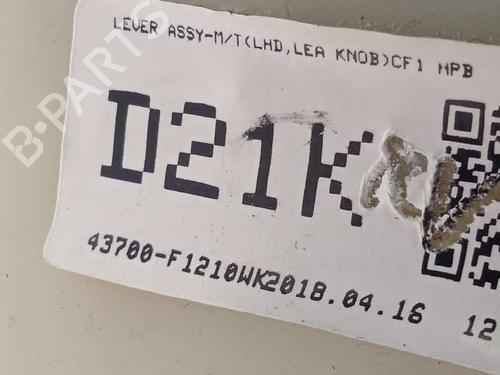 LEVER ASSY-M/T(LHD,LEA KNOB)CF1 MPB
D21K
43700-F1210WK2018.04.16 12
B-PARTS